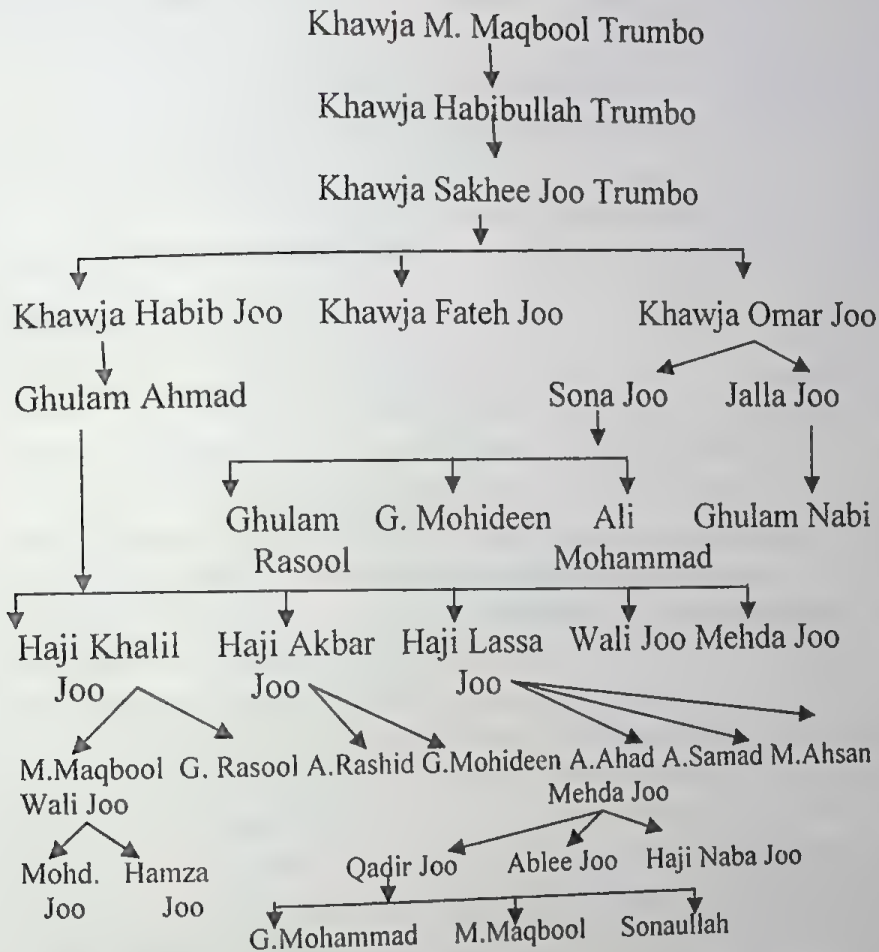 Khawja M. Maqbool Trumbo
Khawja Habibullah Trumbo
Khawja Sakhee Joo Trumbo
Khawja Habib Joo Khawja Fateh Joo Khawja Omar Joo
Ghulam Ahmad Sona Joo Jalla Joo
Ghulam G. Mohideen Ali Ghulam Nabi
Rasool Mohammad
Haji Khalil Haji Akbar Haji Lassa Wali Joo Mehda Joo
Joo Joo Joo
M.Maqbool G. Rasool A.Rashid G.Mohideen A.Ahad A.Samad M.Ahsan
Wali Joo Mehda Joo
Mohd. Hamza Qadir Joo Ablee Joo Haji Naba Joo
Joo Joo
G.Mohammad M.Maqbool Sonaullah